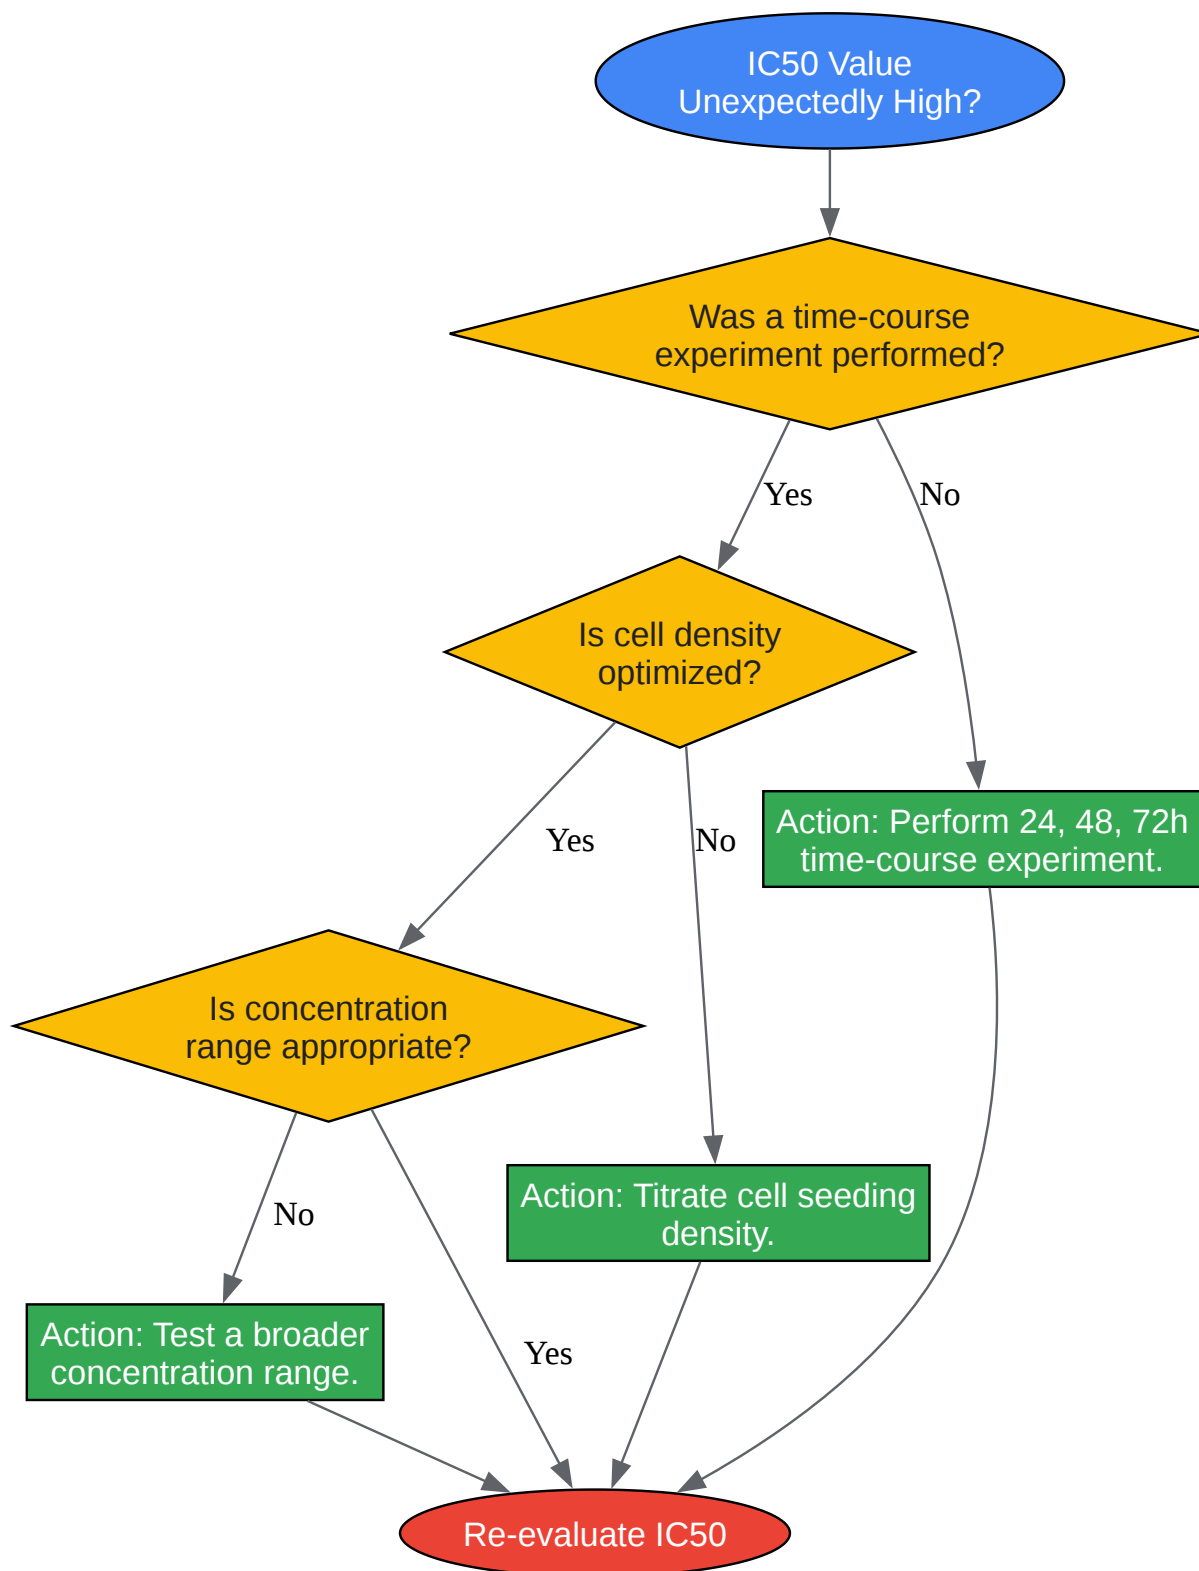 IC50 Value
Unexpectedly High?
Was a time-course
experiment performed?
Yes
No
Is cell density
optimized?
Yes
No
Action: Perform 24, 48, 72h
time-course experiment.
Is concentration
range appropriate?
No
Yes
Action: Titrate cell seeding
density.
Action: Test a broader
concentration range.
Re-evaluate IC50